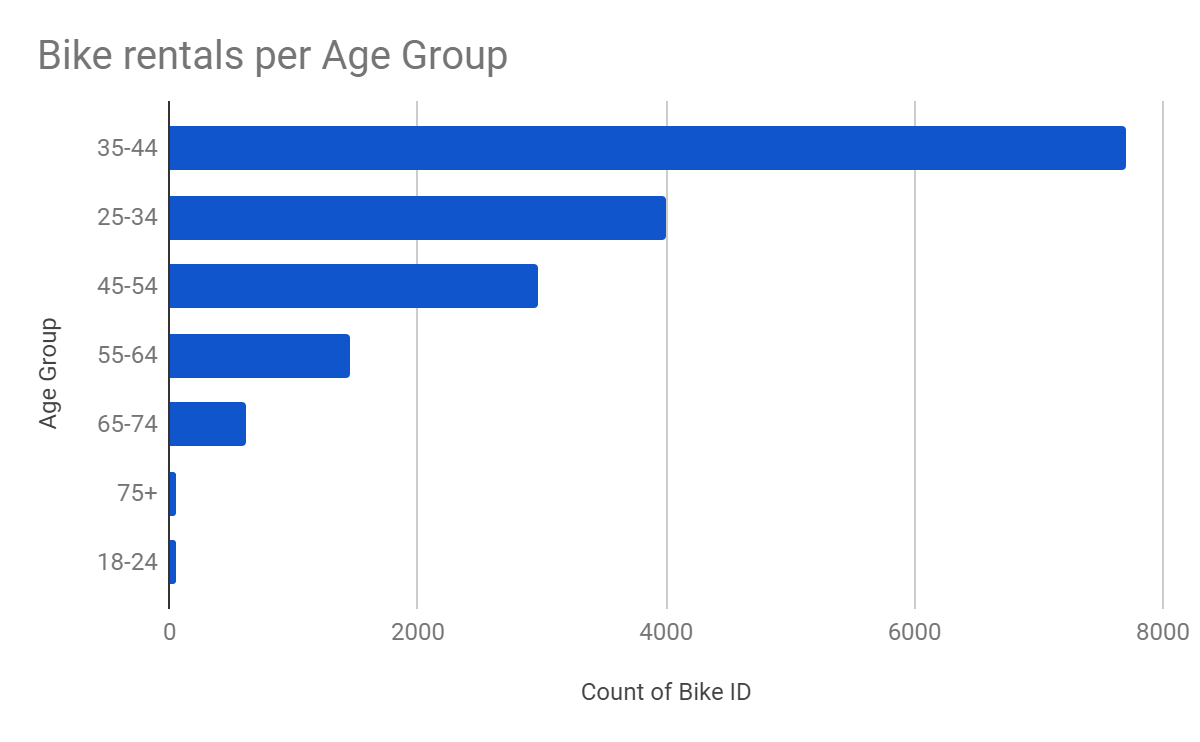 Bike rentals per Age Group
Age Group
35-44
25-34
45-54
55-64
65-74
75+
18-24
0 2000 4000 6000 8000
Count of Bike ID